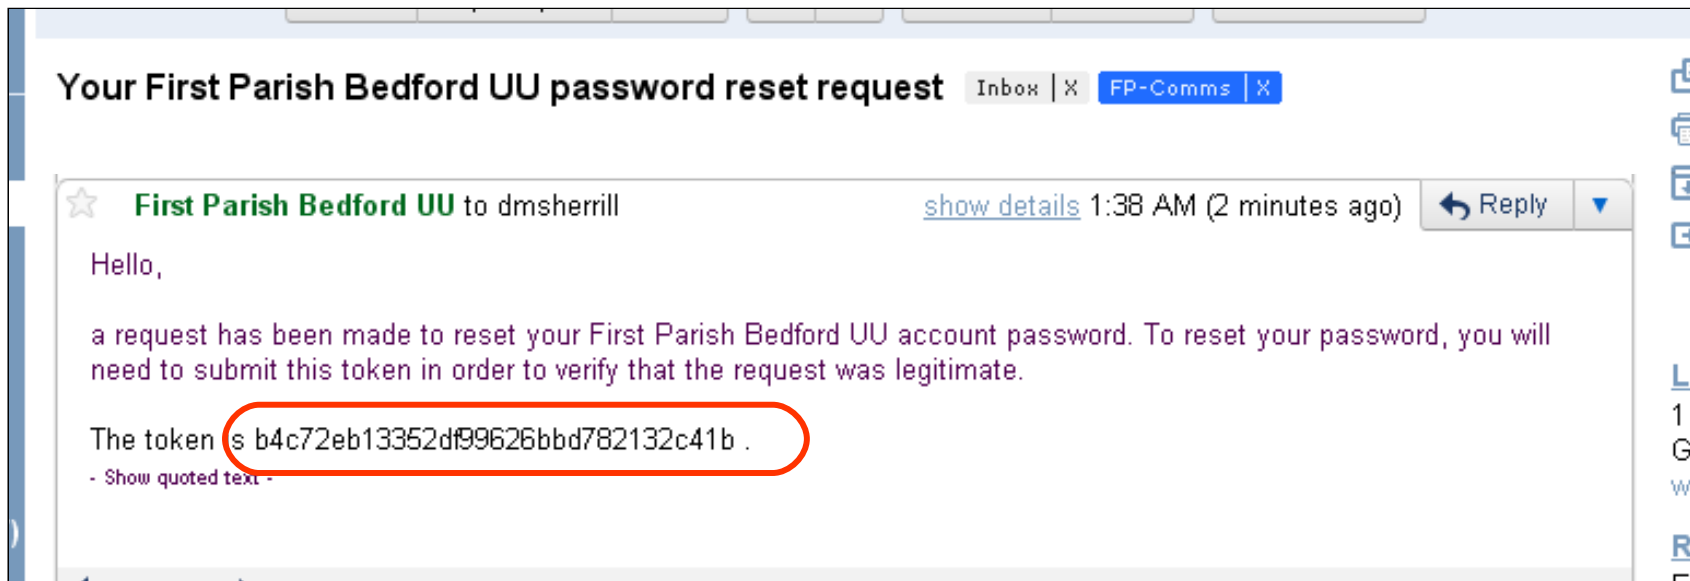 Your First Parish Bedford UU password reset request Inbox | X FP-Comms | X
First Parish Bedford UU to dmsherrill show details 1:38 AM (2 minutes ago) Reply
Hello,
a request has been made to reset your First Parish Bedford UU account password. To reset your password, you will
need to submit this token in order to verify that the request was legitimate.
The token is b4c72eb13352df99626bbd782132c41b .
- Show quoted text -
)
L
1
G
w
R